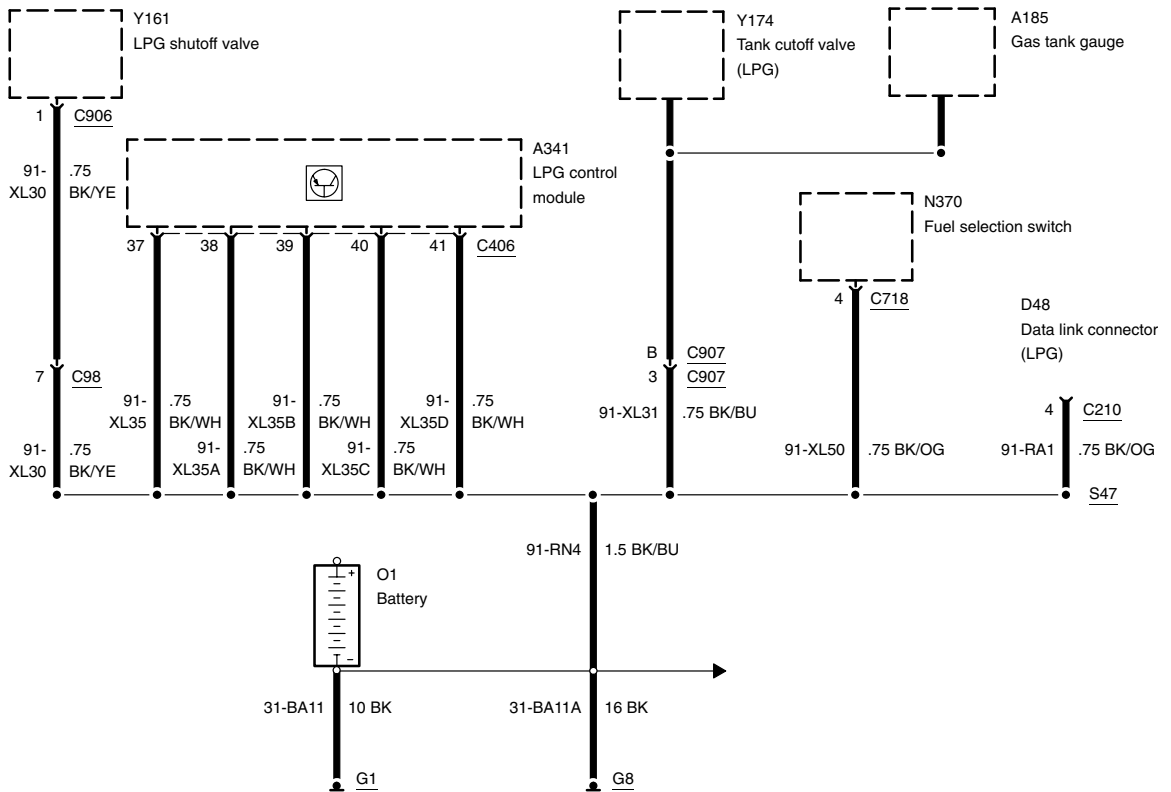 Y161
LPG shutoff valve
Y174
Tank cutoff valve
(LPG)
A185
Gas tank gauge
1 C906
91-
XL30
.75
BK/YE
A341
LPG control
module
37 38 39 40 41 C406
N370
Fuel selection switch
4 C718
D48
Data link connector
(LPG)
B C907
3 C907
7 C98
91-
XL30
.75
BK/YE
91-
XL35
.75
BK/WH
91-
XL35A
.75
BK/WH
91-
XL35B
.75
BK/WH
91-
XL35C
.75
BK/WH
91-
XL35D
.75
BK/WH
91-XL31 .75 BK/BU
91-XL50 .75 BK/OG
4 C210
91-RA1 .75 BK/OG
S47
91-RN4 1.5 BK/BU
+
-
O1
Battery
31-BA11 10 BK
31-BA11A 16 BK
G1
G8